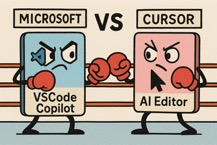 MICROSOFT VS CURSOR
VSCode
Copilot
AI Editor